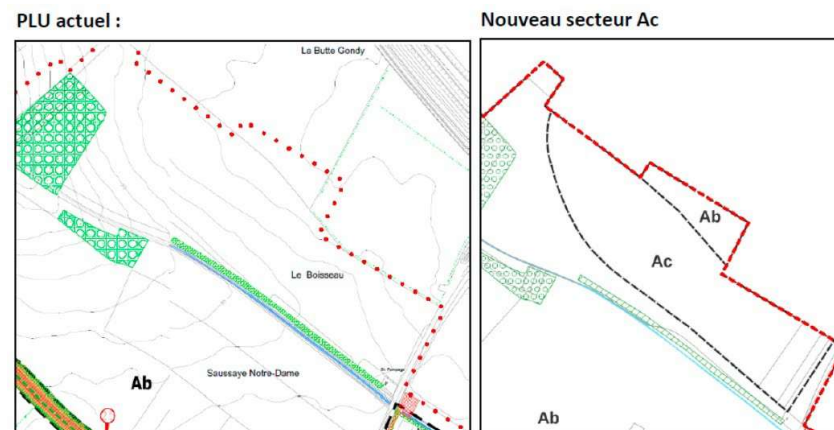 PLU actuel :
La Butte Gondy
Le Boisseau
Saussaye Notre-Dame
Ab
Nouveau secteur Ac
Ab
Ac
Ab